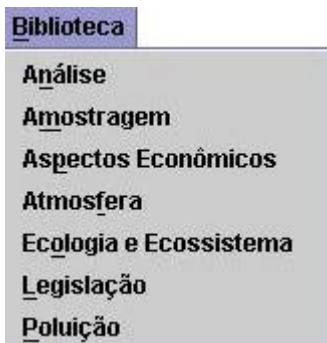 Biblioteca
Análise
Amostragem
Aspectos Econômicos
Atmosfera
Ecologia e Ecossistema
Legislação
Poluição